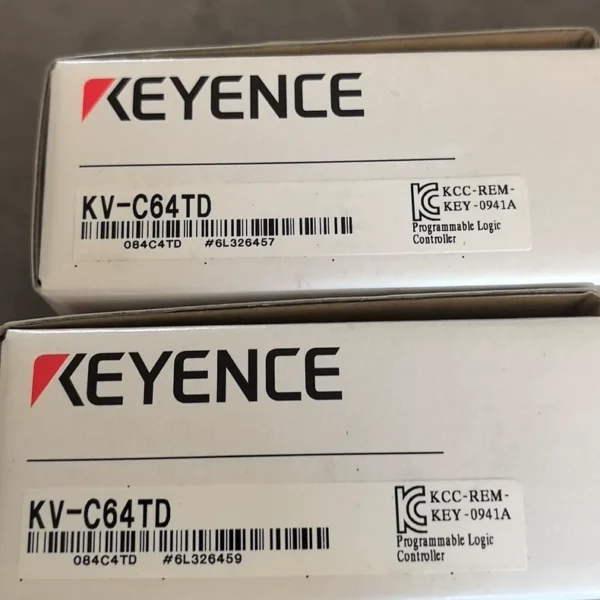 KEYENCE
KV-C64TD
084C4TD #6L326457
KCC-REM-
KEY-0941A
Programmable Logic
Controller
KEYENCE
KV-C64TD
084C4TD #6L326459
KCC-REM-
KEY-0941A
Programmable Logic
Controller